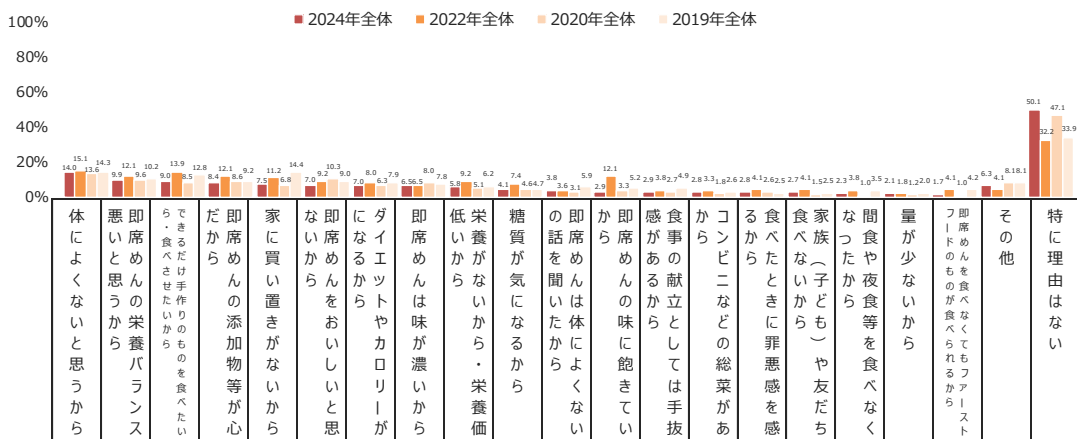 ■2024年全体 ■2022年全体 ■2020年全体 ■2019年全体
100%
80%
60%
40%
20%
0%
14.0 15.1 13.6 14.3
9.9 12.1 9.6 10.2
9.0 13.9 8.5 12.8
8.4 12.1 8.6 9.2
7.5 11.2 6.8 14.4
7.0 9.2 10.3 9.0
7.0 8.0 6.3 7.9
6.5 6.5 8.0 7.8
5.8 9.2 5.1 6.2
4.1 7.4 4.6 4.7
3.8 3.6 3.1 5.9
2.9 12.1 3.3 5.2
2.9 3.8 2.7 4.9
2.8 3.3 1.8 2.6
2.8 4.1 2.6 2.5
2.7 4.1 1.5 2.5
2.3 3.8 1.0 3.5
2.1 1.8 1.2 2.0
1.7 4.1 1.0 4.2
6.3 4.1 8.1 8.1
50.1 32.2 47.1 33.9
体によくないと思うから
即席めんの栄養バランス
悪いと思うから
できるだけ手作りのものを食べたい
ら・食べさせたいから
即席めんの添加物等が心
だから
家に買い置きがないから
即席めんをおいしいと思
ないから
ダイエットやカロリーが
になるから
即席めんは味が濃いから
栄養がないから・栄養価
低いから
糖質が気になるから
即席めんは体によくない
の話を聞いたから
即席めんの味に飽きてい
から
食事の献立としては手抜
感があるから
コンビニなどの総菜があ
から
食べたときに罪悪感を感
るから
家族（子ども）や友だち
食べないから
間食や夜食等を食べなく
なったから
量が少ないから
即席めんを食べなくてもファースト
フードのものが食べられるから
その他
特に理由はない